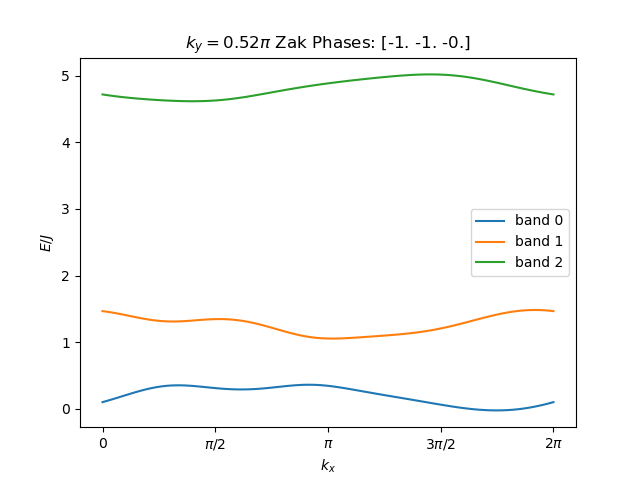 k_y = 0.52π Zak Phases: [-1. -1. -0.]
5
4
3
2
1
0
E/J
band 0
band 1
band 2
0
π/2
π
3π/2
2π
k_x